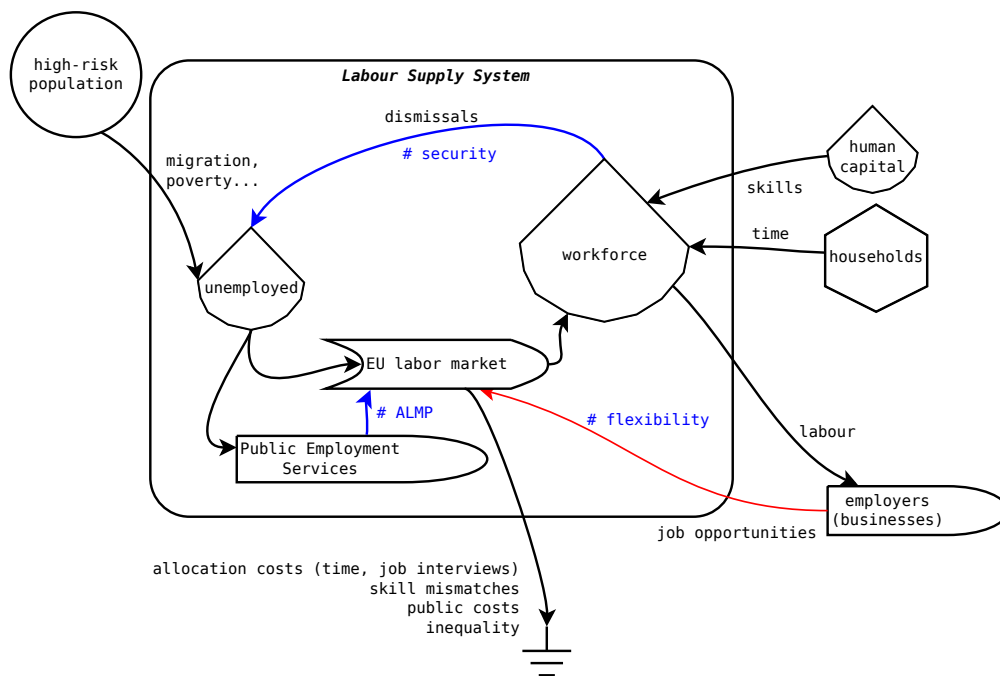 high-risk
population
Labour Supply System
dismissals
# security
migration,
poverty...
human
capital
skills
time
households
workforce
unemployed
EU labor market
# ALMP
# flexibility
Public Employment
Services
labour
employers
(businesses)
job opportunities
allocation costs (time, job interviews)
skill mismatches
public costs
inequality